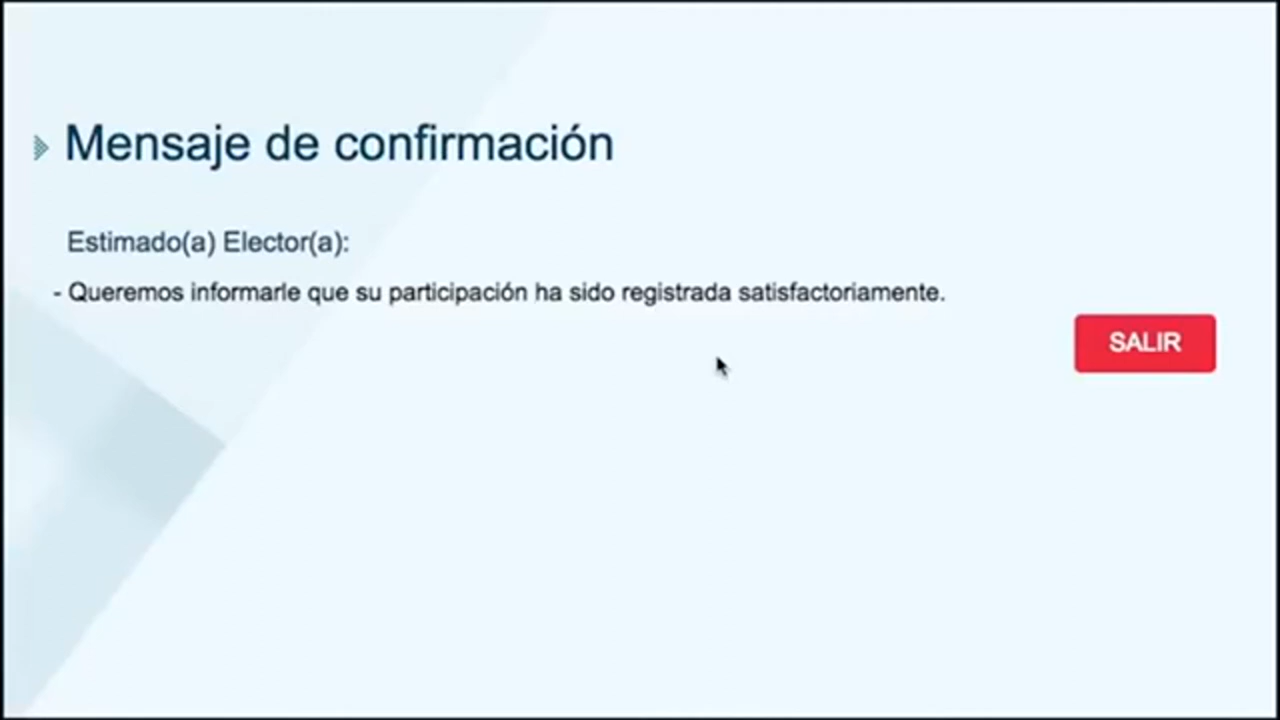 Mensaje de confirmación
Estimado(a) Elector(a):
- Queremos informarle que su participación ha sido registrada satisfactoriamente.
SALIR